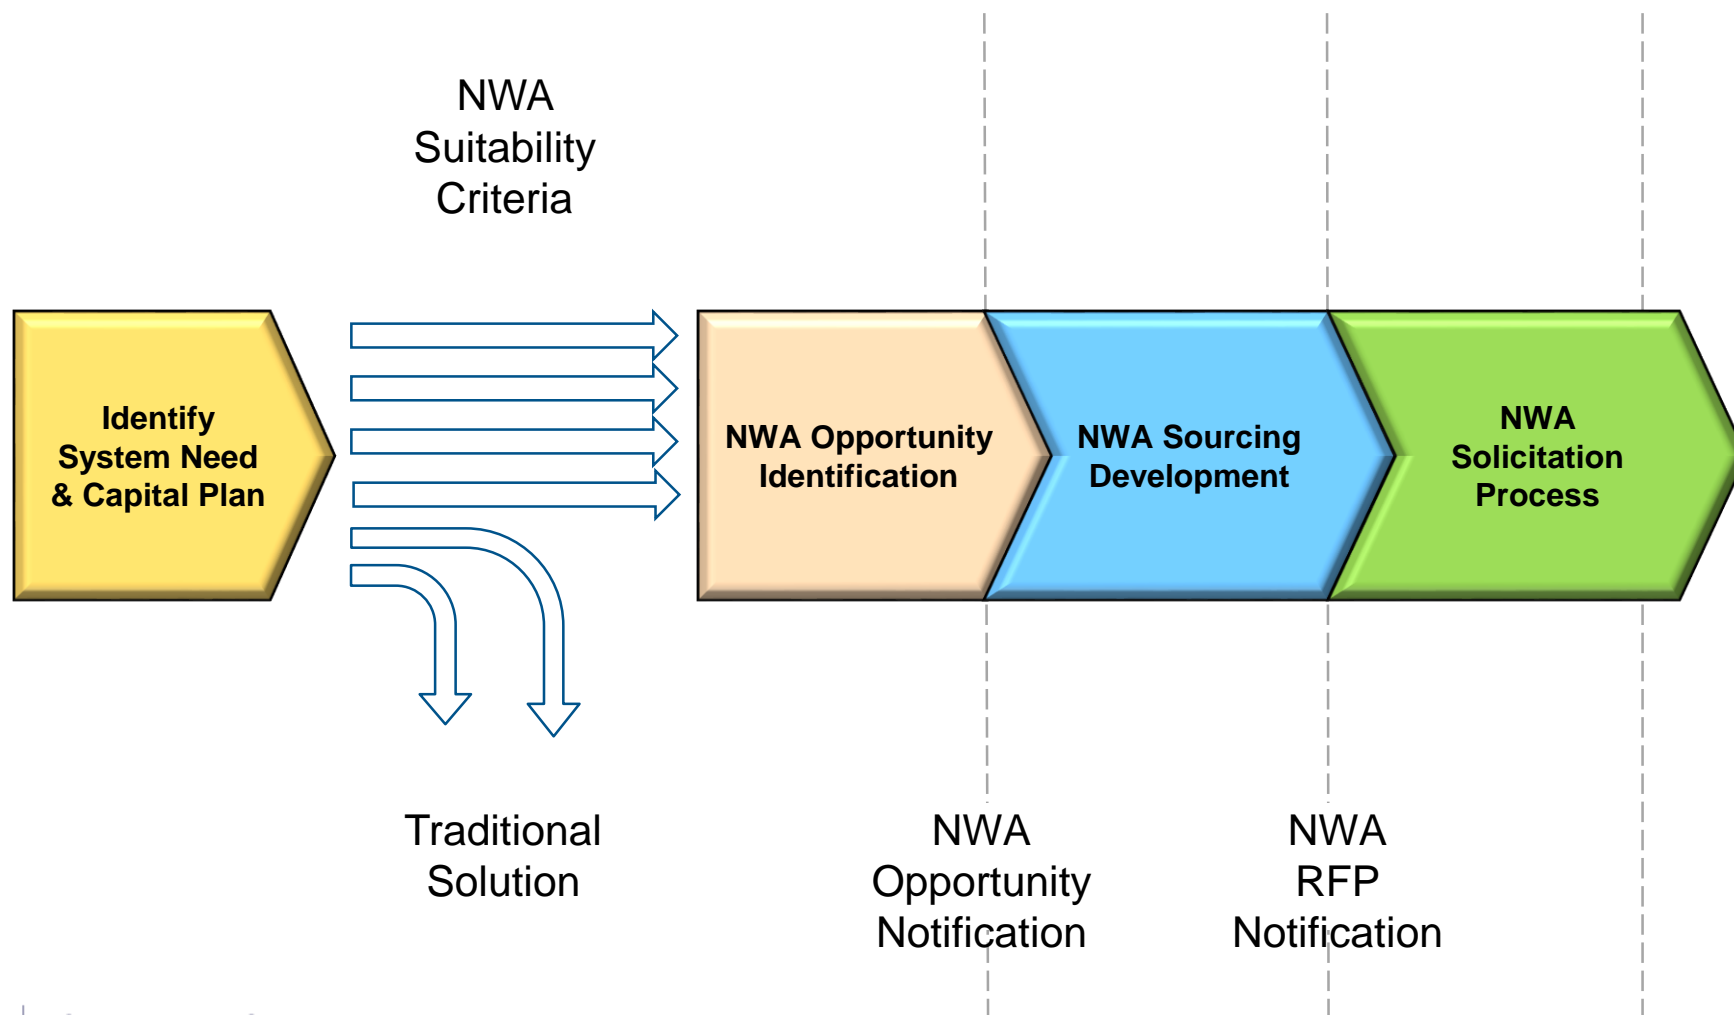 NWA
Suitability
Criteria
Identify
System Need
& Capital Plan
NWA Opportunity
Identification
NWA Sourcing
Development
NWA
Solicitation
Process
Traditional
Solution
NWA
Opportunity
Notification
NWA
RFP
Notification